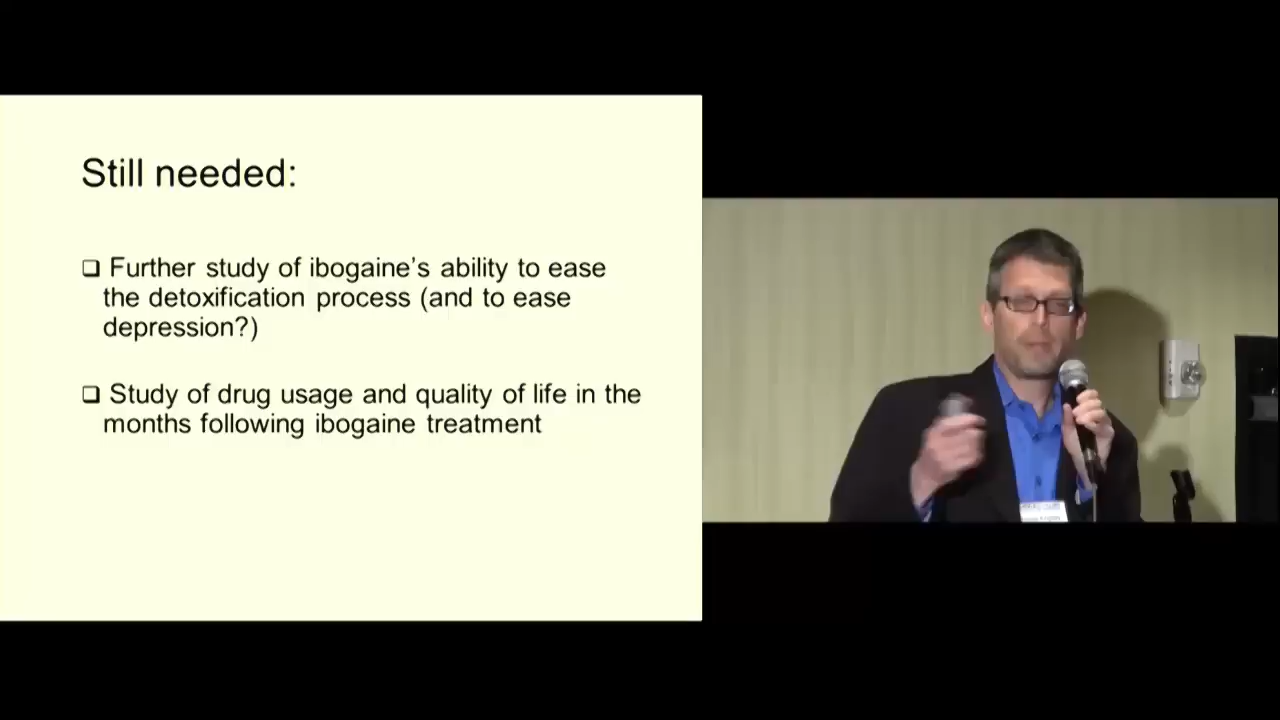 Still needed:
❑ Further study of ibogaine’s ability to ease
the detoxification process (and to ease
depression?)
❑ Study of drug usage and quality of life in the
months following ibogaine treatment